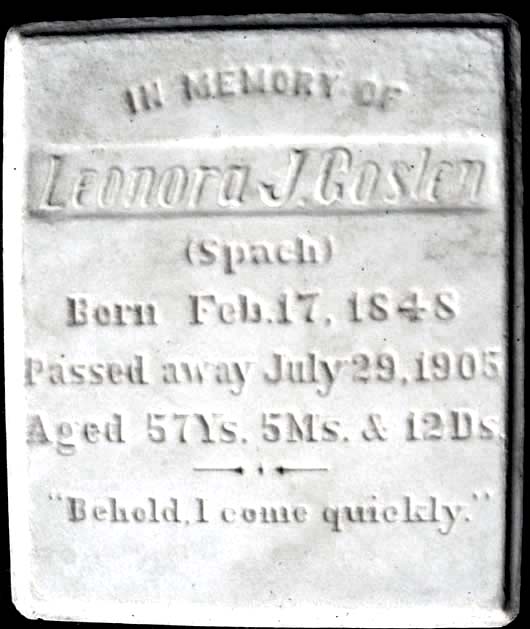 IN MEMORY OF
Leonora J. Goslen
(Spach)
Born Feb. 17, 1848
Passed away July 29, 1905
Aged 57Ys. 5Ms. & 12Ds.
"Behold, I come quickly."